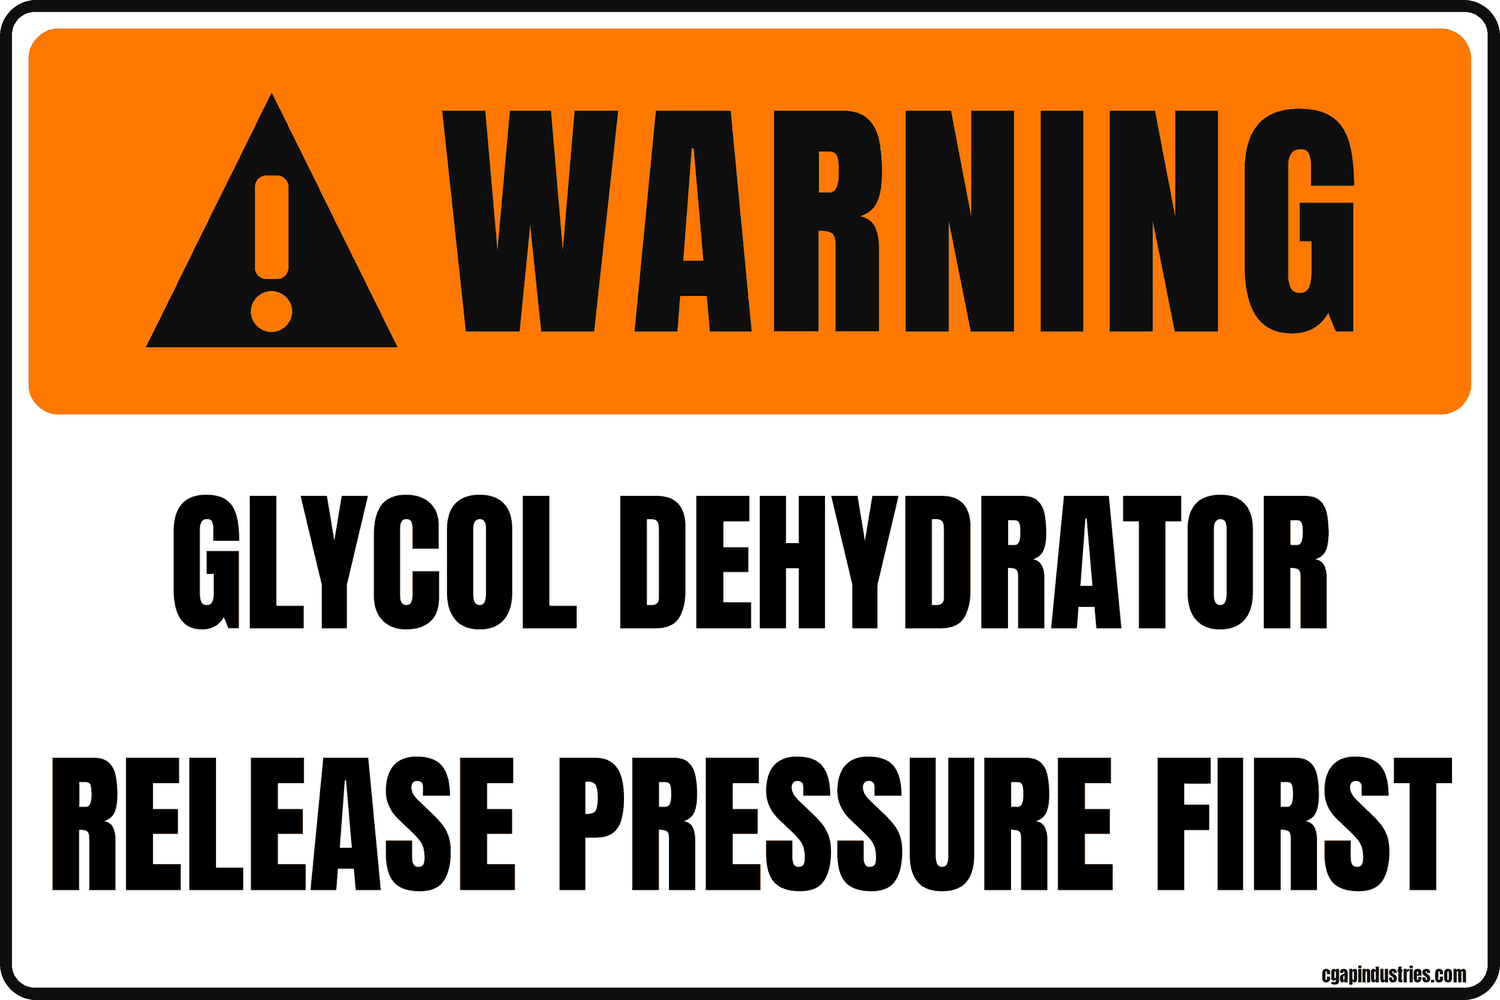 WARNING
GLYCOL DEHYDRATOR
RELEASE PRESSURE FIRST
cgapindustries.com